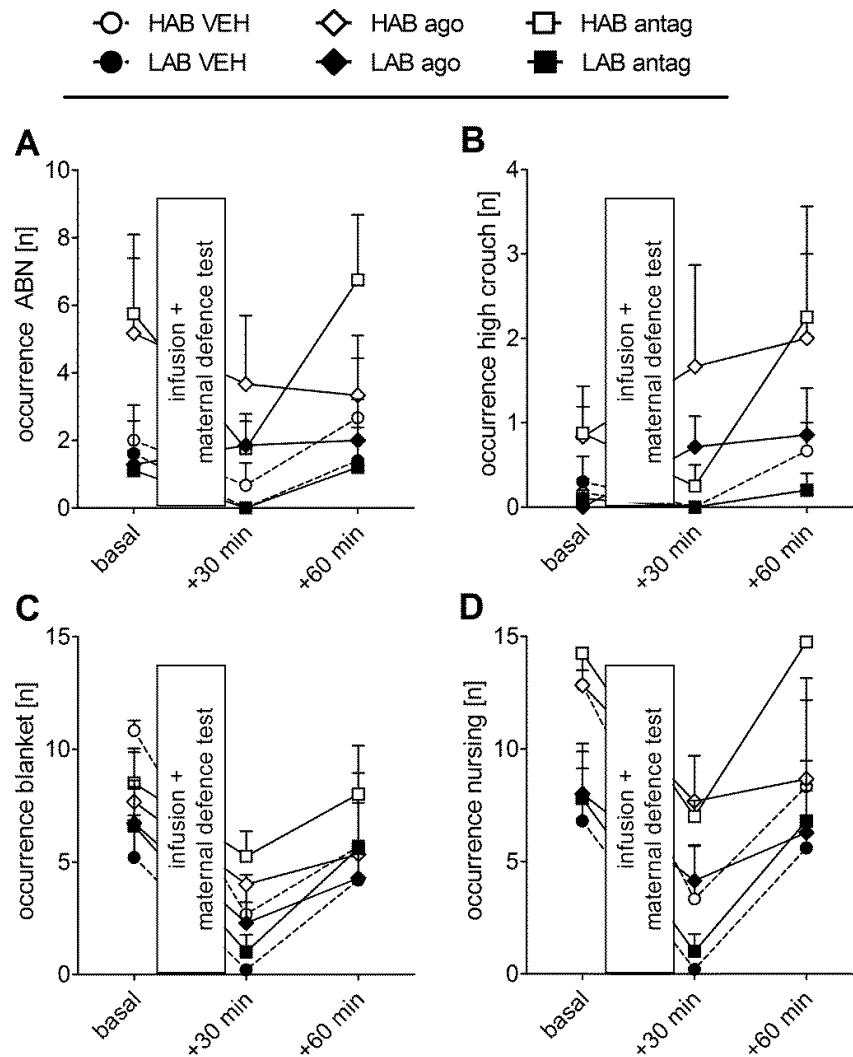 HAB VEH HAB ago HAB antag
LAB VEH LAB ago LAB antag
A
10
8
6
4
2
0
occurrence ABN [n]
infusion +
maternal defence test
basal
+30 min
+60 min
B
4
3
2
1
0
occurrence high crouch [n]
infusion +
maternal defence test
basal
+30 min
+60 min
C
15
10
5
0
occurrence blanket [n]
infusion +
maternal defence test
basal
+30 min
+60 min
D
15
10
5
0
occurrence nursing [n]
infusion +
maternal defence test
basal
+30 min
+60 min